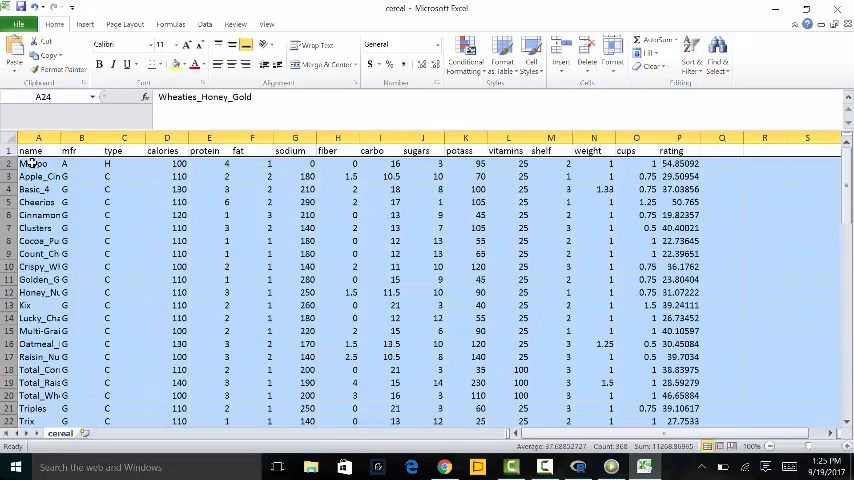 cereal - Microsoft Excel
File Home Insert Page Layout Formulas Data Review View
Paste Cut Copy Format Painter Clipboard
Calibri 11 A A B I U Font
Wrap Text Merge & Center Alignment
General $ % , Number
Conditional Formatting Format as Table Cell Styles Styles
Insert Delete Format Cells
Σ AutoSum Fill Clear Sort & Filter Find & Select Editing
A24 fx Wheaties_Honey_Gold
A B C D E F G H I J K L M N O P Q R S
1 name mfr type calories protein fat sodium fiber carbo sugars potass vitamins shelf weight cups rating
2 A H 100 4 1 0 0 16 3 95 25 2 1 1 54.85092
3 Apple_Cin G C 110 2 2 180 1.5 10.5 10 70 25 1 1 0.75 29.50954
4 Basic_4 G C 130 3 2 210 2 18 8 100 25 3 1.33 0.75 37.03856
5 Cheerios G C 110 6 2 290 2 17 1 105 25 1 1 1.25 50.765
6 Cinnamon G C 120 1 3 210 0 13 9 45 25 2 1 0.75 19.82357
7 Clusters G C 110 3 2 140 2 13 7 105 25 3 1 0.5 40.40021
8 Cocoa_Pu G C 110 1 1 180 0 12 13 55 25 2 1 1 22.73645
9 Count_Ch G C 110 1 1 180 0 12 13 65 25 2 1 1 22.39651
10 Crispy_Wh G C 100 2 1 140 2 11 10 120 25 3 1 0.75 36.1762
11 Golden_G G C 110 1 1 280 0 15 9 45 25 2 1 0.75 23.80404
12 Honey_Nu G C 110 3 1 250 1.5 11.5 10 90 25 1 1 0.75 31.07222
13 Kix G C 110 2 1 260 0 21 3 40 25 2 1 1.5 39.24111
14 Lucky_Cha G C 110 2 1 180 0 12 12 55 25 2 1 1 26.73451
15 Multi-Grai G C 100 2 1 220 2 15 6 90 25 1 1 1 40.10597
16 Oatmeal_ G C 130 3 2 170 1.5 13.5 10 120 25 3 1.25 0.5 30.45084
17 Raisin_Nu G C 100 3 2 140 2.5 10.5 8 140 25 3 1 0.5 39.7034
18 Total_Cor G C 110 2 1 200 0 21 3 35 100 3 1 1 38.83975
19 Total_Rais G C 140 3 1 190 4 15 14 230 100 3 1.5 1 28.59279
20 Total_Who G C 100 3 1 200 3 16 3 110 100 3 1 1 46.65884
21 Triples G C 110 2 1 250 0 21 3 60 25 3 1 0.75 39.10617
22 Trix G C 110 1 1 140 0 13 12 25 25 2 1 1 27.7533
cereal
Ready Average: 37.68852727 Count: 368 Sum: 11268.86965 100%
Search the web and Windows
1:25 PM
9/19/2017